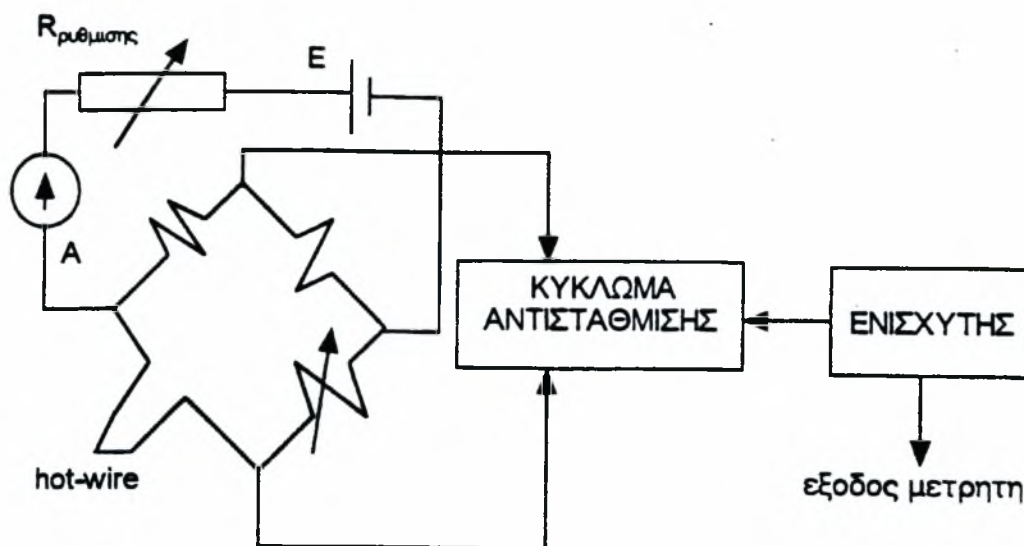 Rρυθμισης
E
A
ΚΥΚΛΩΜΑ
ΑΝΤΙΣΤΑΘΜΙΣΗΣ
ΕΝΙΣΧΥΤΗΣ
hot-wire
εξοδος μετρητη